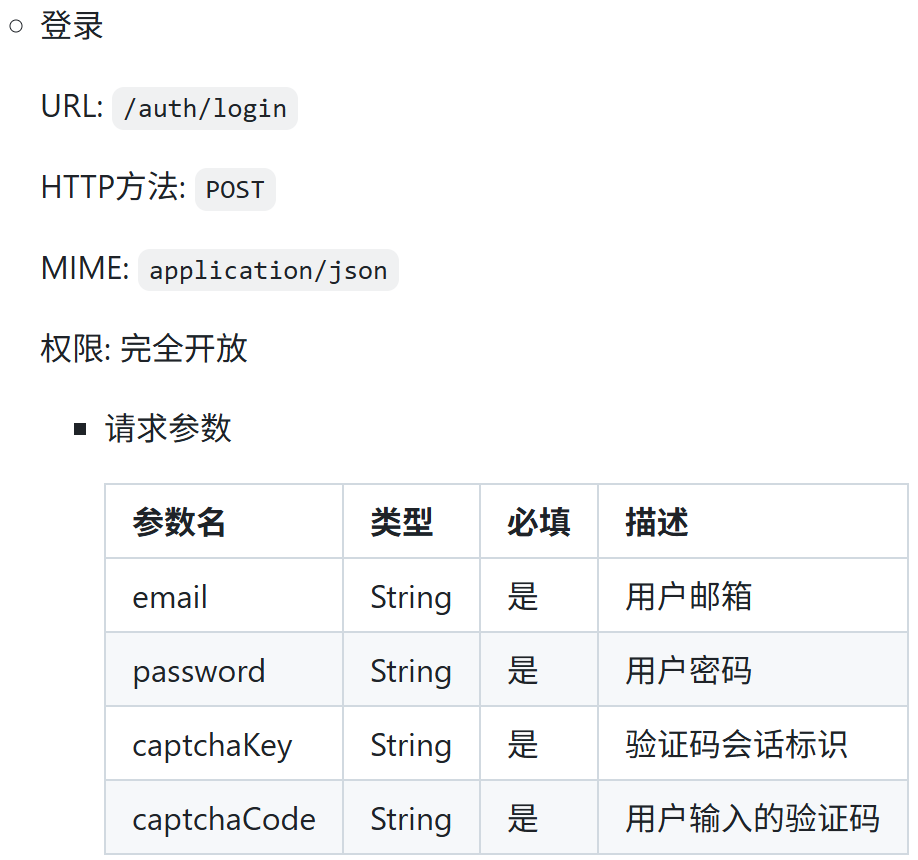 登录
URL: /auth/login
HTTP方法: POST
MIME: application/json
权限: 完全开放
请求参数
参数名 类型 必填 描述
email String 是 用户邮箱
password String 是 用户密码
captchaKey String 是 验证码会话标识
captchaCode String 是 用户输入的验证码